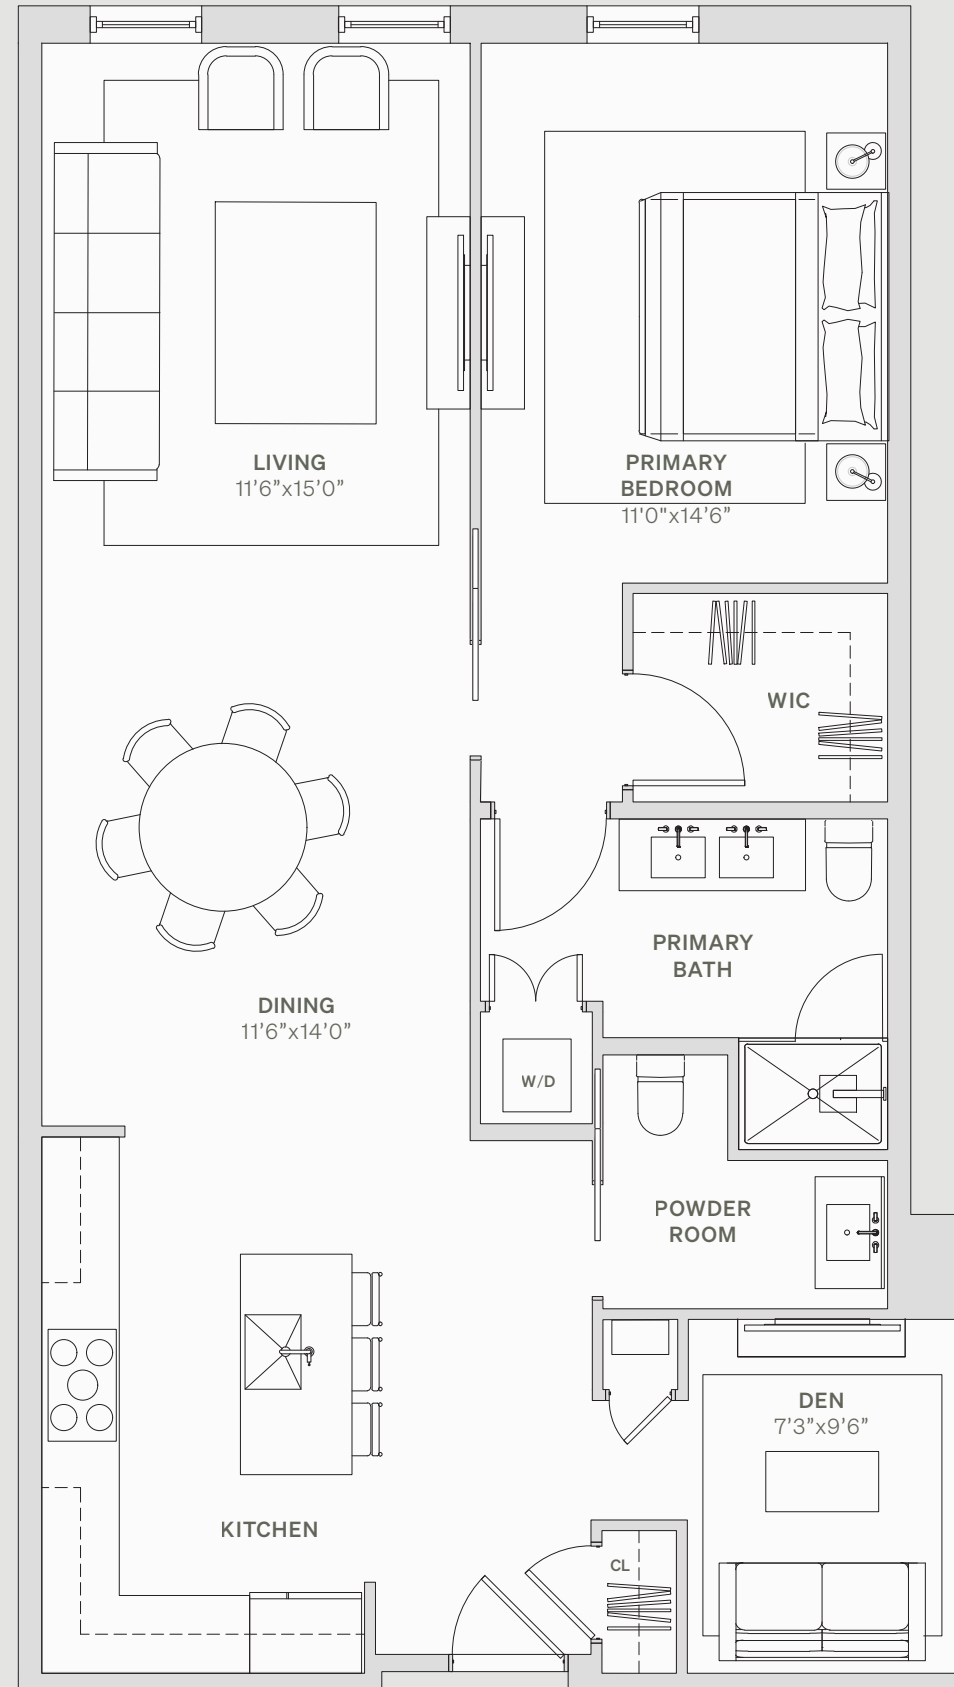 LIVING
11'6”x15’0”
PRIMARY
BEDROOM
11'0"x14’6”
WIC
PRIMARY
BATH
DINING
11’6”x14’0”
W/D
POWDER
ROOM
DEN
7’3”x9’6”
KITCHEN
CL